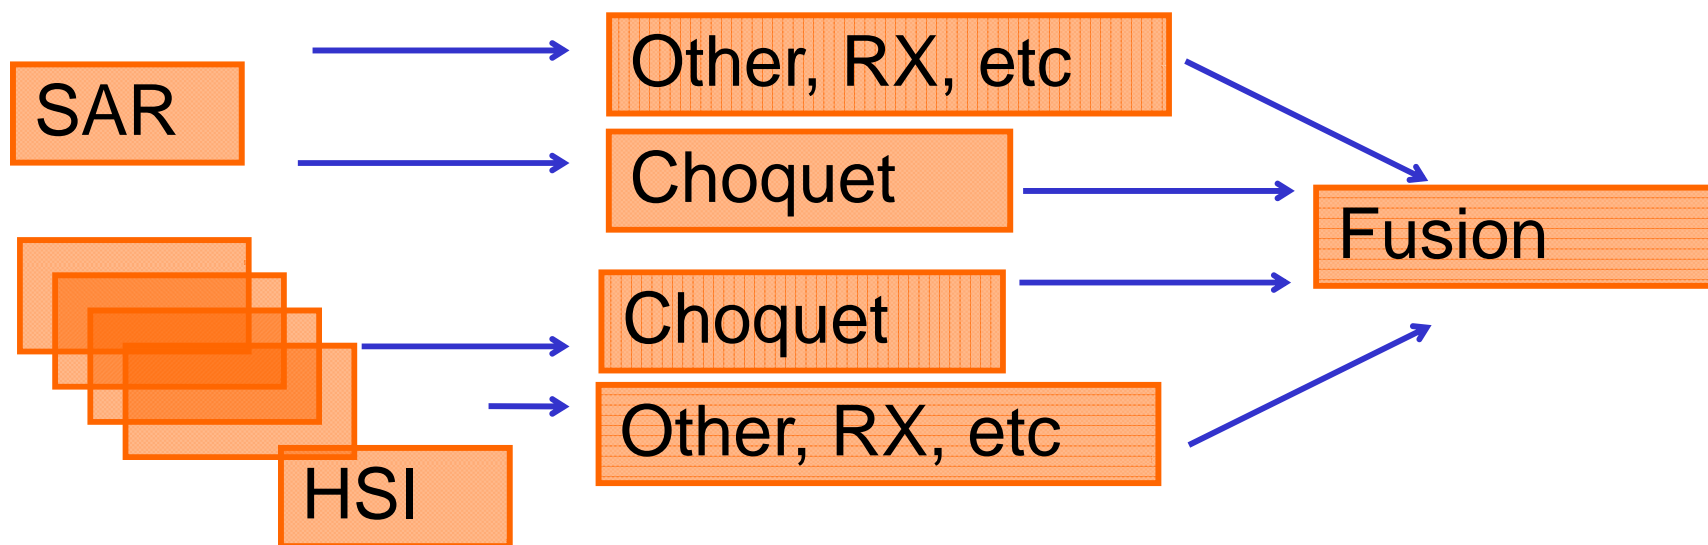 Other, RX, etc
SAR
Choquet
Fusion
Choquet
Other, RX, etc
HSI